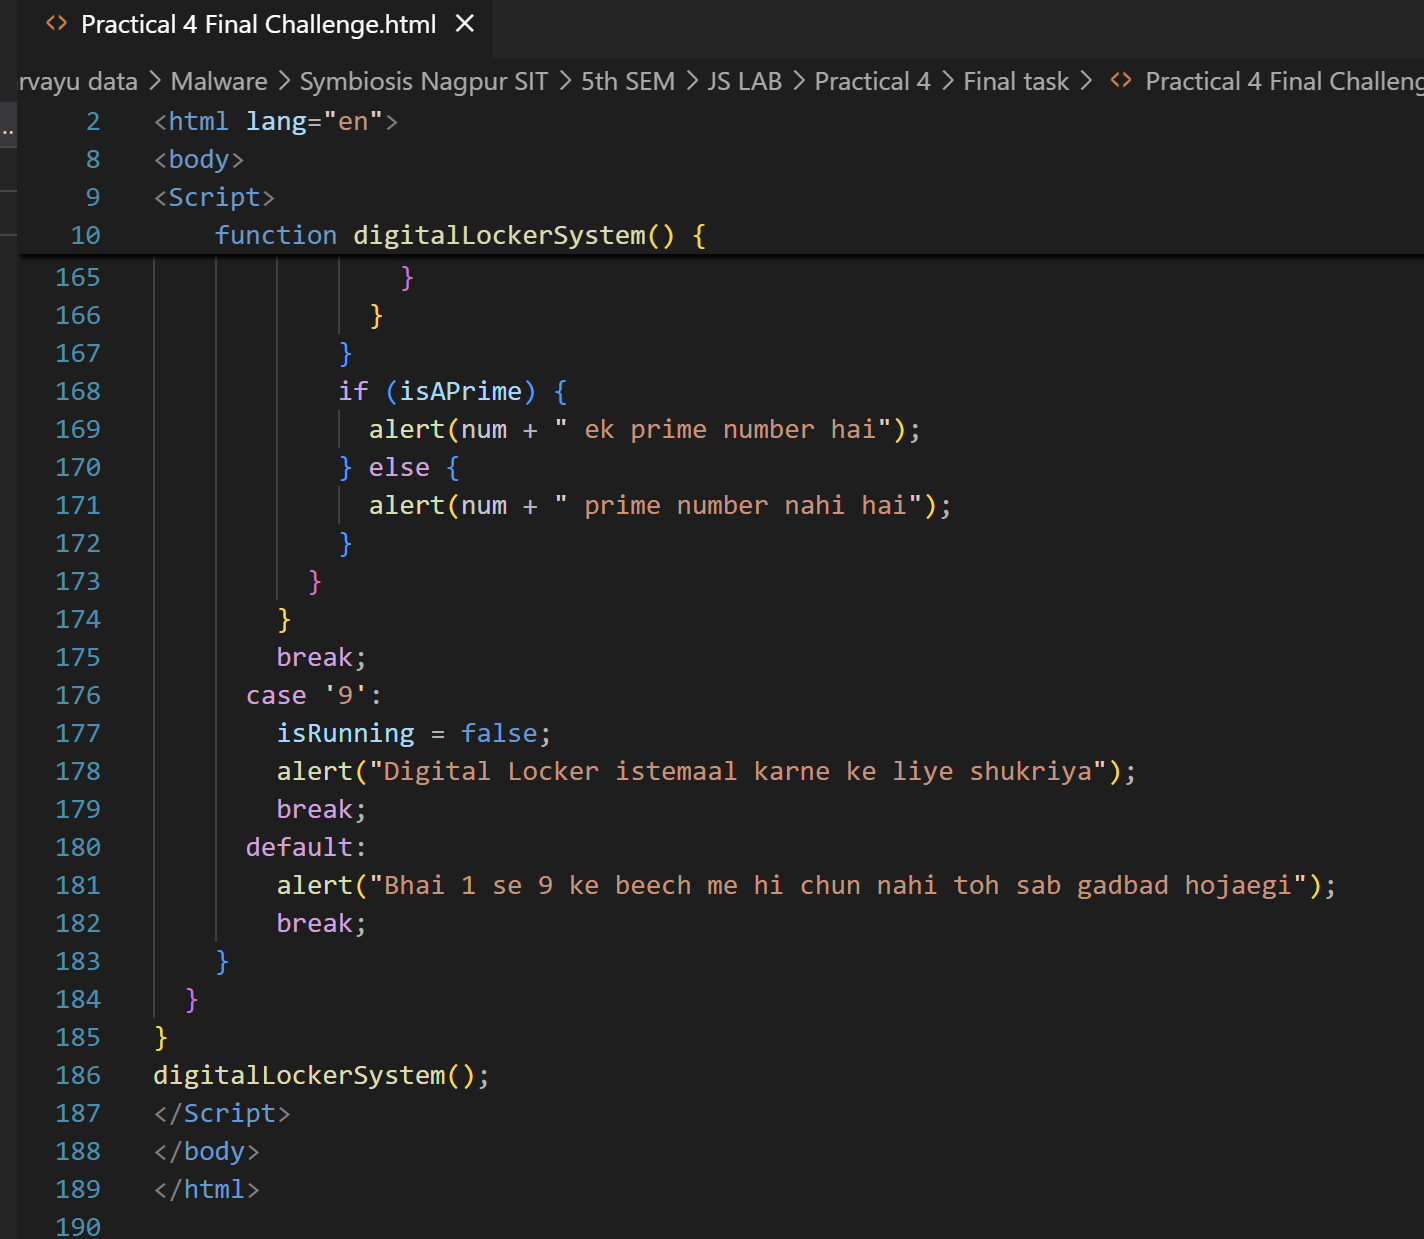 <> Practical 4 Final Challenge.html ×
rvayu data > Malware > Symbiosis Nagpur SIT > 5th SEM > JS LAB > Practical 4 > Final task > <> Practical 4 Final Challeng
2 <html lang="en">
8 <body>
9 <Script>
10 function digitalLockerSystem() {
165 }
166 }
167 }
168 if (isAPrime) {
169 alert(num + " ek prime number hai");
170 } else {
171 alert(num + " prime number nahi hai");
172 }
173 }
174 }
175 break;
176 case '9':
177 isRunning = false;
178 alert("Digital Locker istemaal karne ke liye shukriya");
179 break;
180 default:
181 alert("Bhai 1 se 9 ke beech me hi chun nahi toh sab gadbad hojaegi");
182 break;
183 }
184 }
185 }
186 digitalLockerSystem();
187 </Script>
188 </body>
189 </html>
190